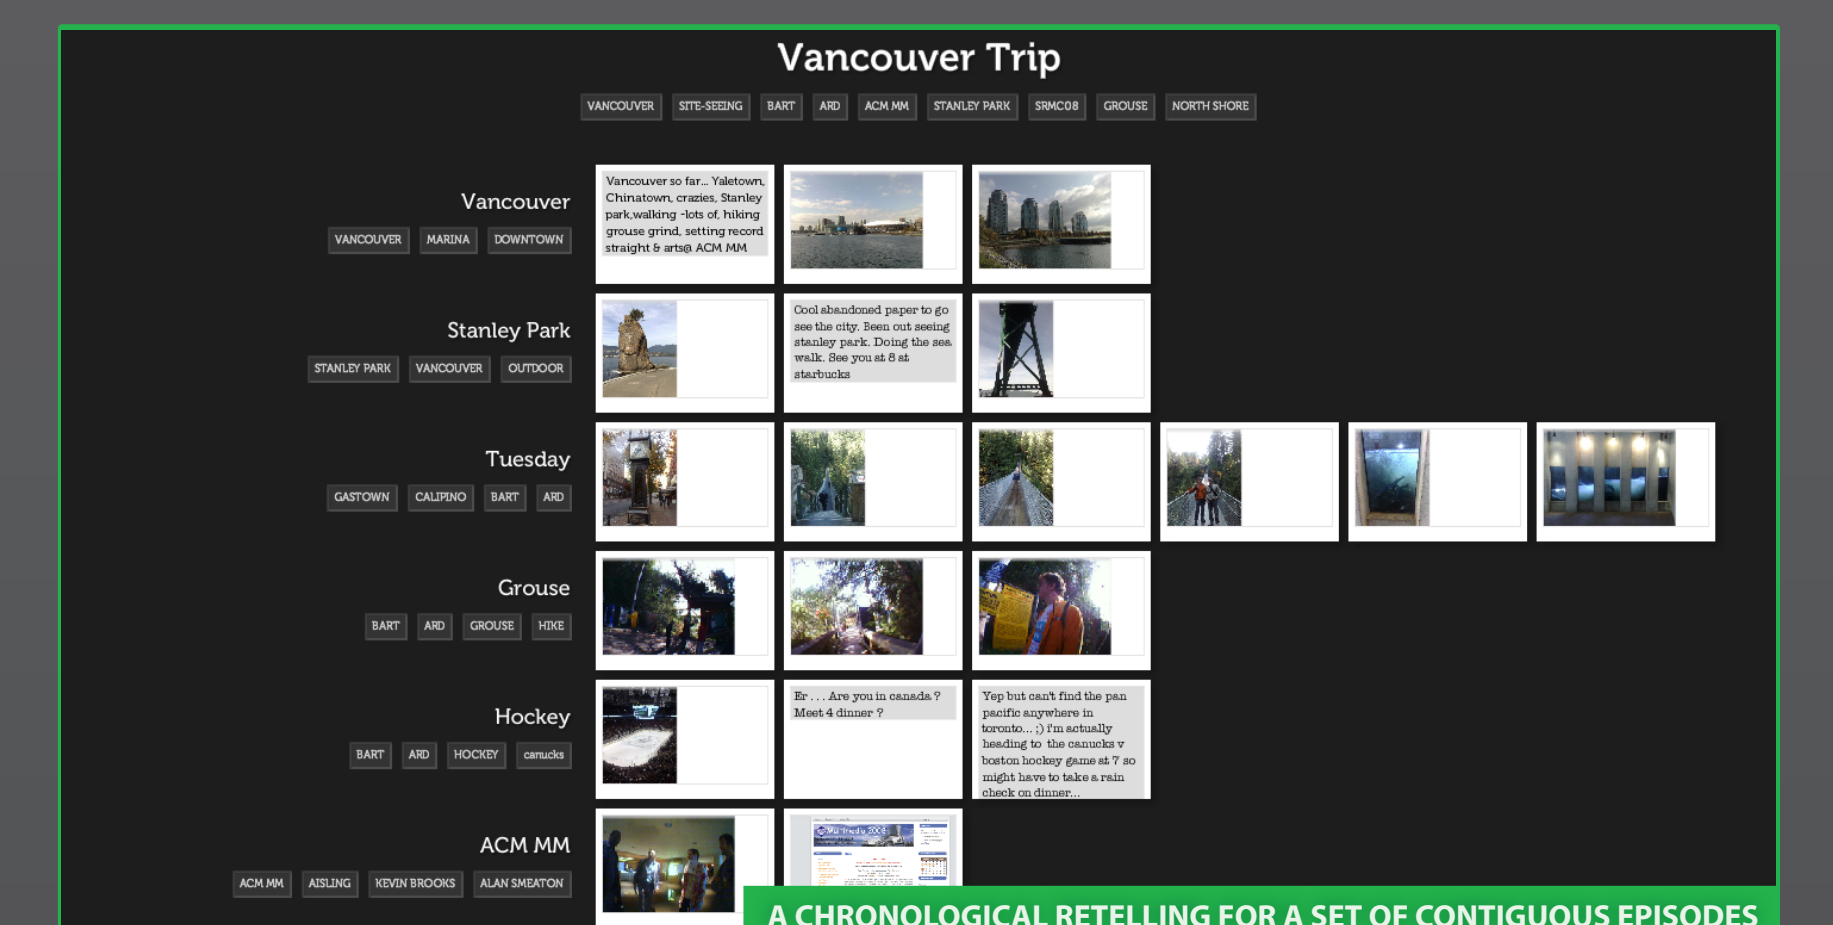 Vancouver Trip
VANCOUVER SITE-SEEING BART ARD ACM MM STANLEY PARK SRMC08 GROUSE NORTH SHORE
Vancouver
VANCOUVER MARINA DOWNTOWN
Vancouver so far... Yaletown,
Chinatown, crazies, Stanley
park,walking -lots of, hiking
grouse grind, setting record
straight & arts@ ACM MM
Stanley Park
STANLEY PARK VANCOUVER OUTDOOR
Cool abandoned paper to go
see the city. Been out seeing
stanley park. Doing the sea
walk. See you at 8 at
starbucks
Tuesday
GASTOWN CALIPINO BART ARD
Grouse
BART ARD GROUSE HIKE
Hockey
BART ARD HOCKEY canucks
Er . . . Are you in canada ?
Meet 4 dinner ?
Yep but can't find the pan
pacific anywhere in
toronto... ;) i'm actually
heading to the canucks v
boston hockey game at 7 so
might have to take a rain
check on dinner...
ACM MM
ACM MM AISLING KEVIN BROOKS ALAN SMEATON
Multimedia 2008
A CHRONOLOGICAL RETELLING FOR A SET OF CONTIGUOUS EPISODES